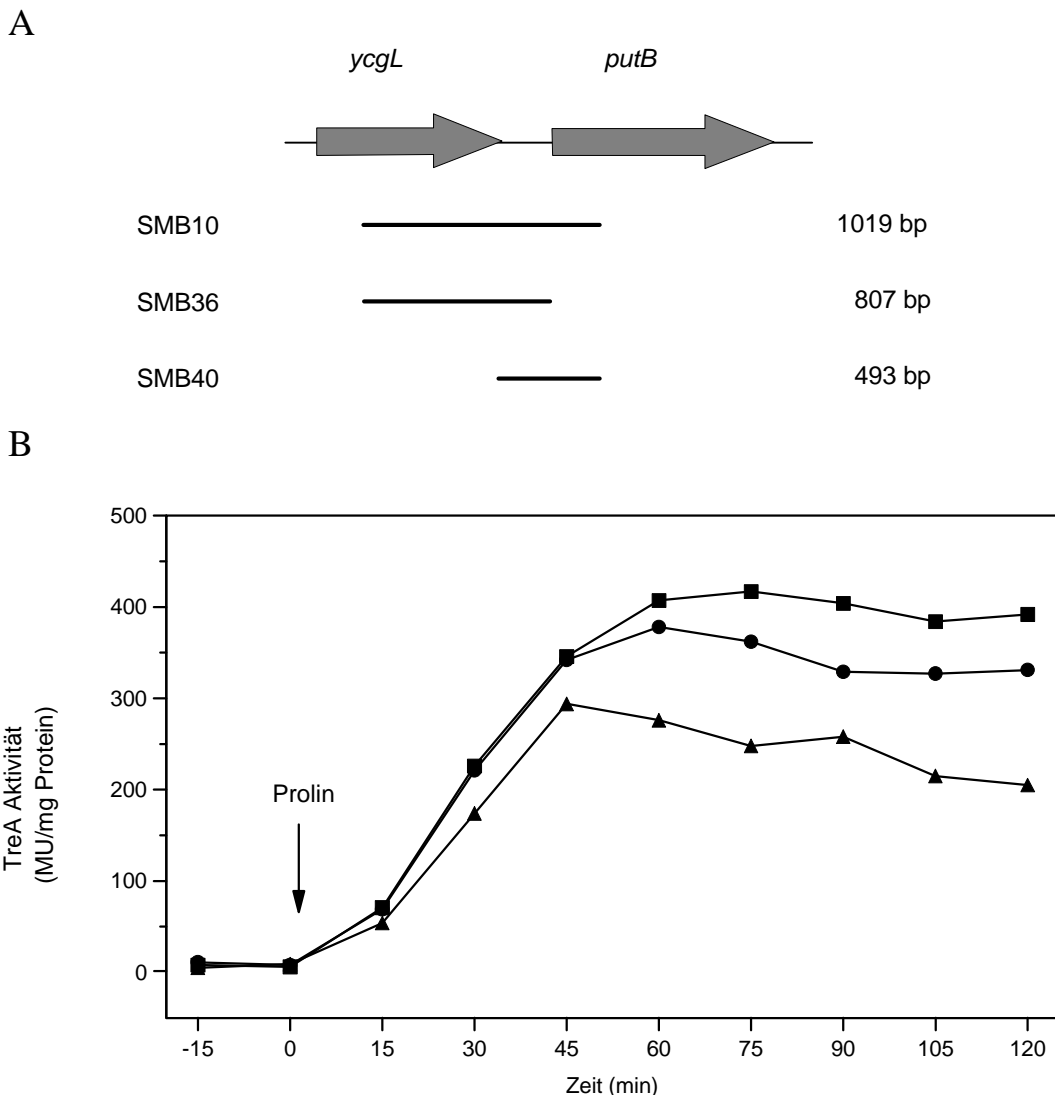 A
ycgL putB
SMB10 1019 bp
SMB36 807 bp
SMB40 493 bp
B
500
400
300
200
100
0
TreA Aktivität
(MU/mg Protein)
Prolin
-15 0 15 30 45 60 75 90 105 120
Zeit (min)